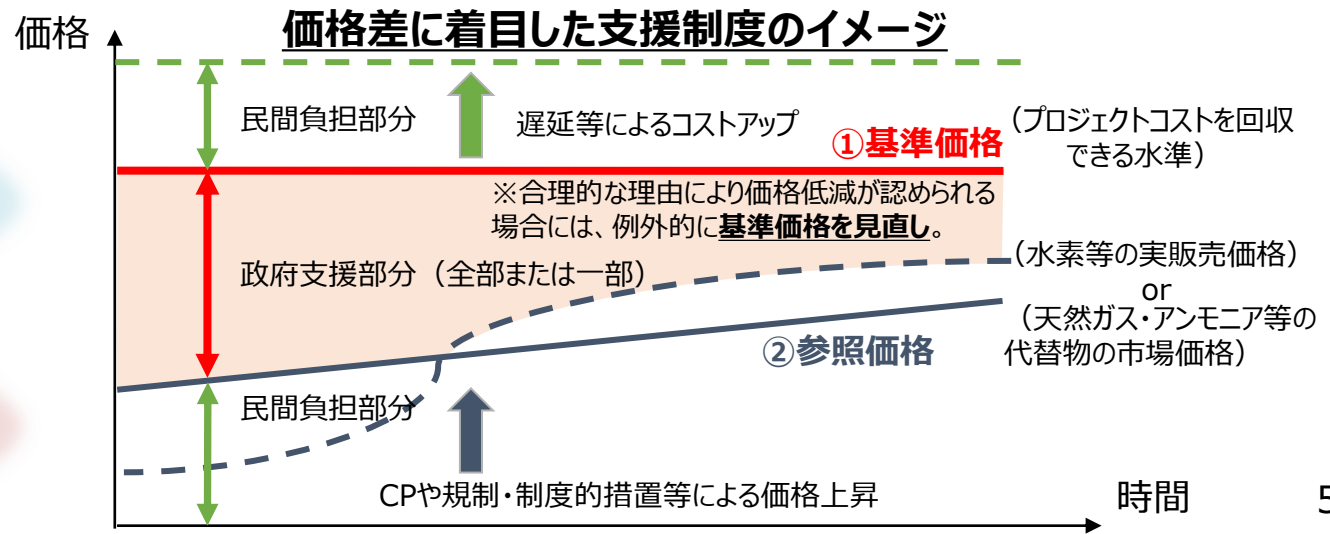 価格差に着目した支援制度のイメージ
価格
民間負担部分
遅延等によるコストアップ
①基準価格
（プロジェクトコストを回収
できる水準）
※合理的な理由により価格低減が認められる
場合には、例外的に基準価格を見直し。
政府支援部分（全部または一部）
（水素等の実販売価格）
or
（天然ガス・アンモニア等の
代替物の市場価格）
②参照価格
民間負担部分
CPや規制・制度的措置等による価格上昇
時間
5